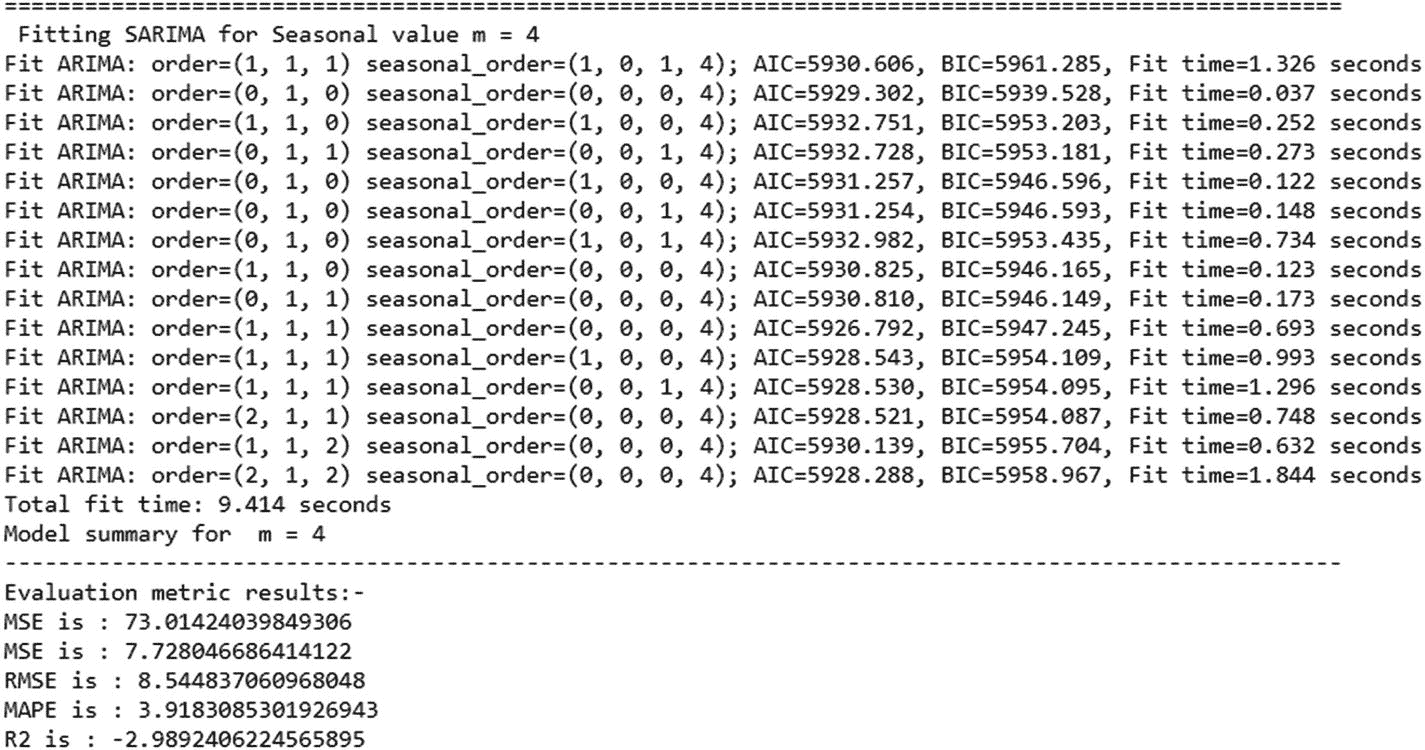 ====================================================================================================
Fitting SARIMA for Seasonal value m = 4
Fit ARIMA: order=(1, 1, 1) seasonal_order=(1, 0, 1, 4); AIC=5930.606, BIC=5961.285, Fit time=1.326 seconds
Fit ARIMA: order=(0, 1, 0) seasonal_order=(0, 0, 0, 4); AIC=5929.302, BIC=5939.528, Fit time=0.037 seconds
Fit ARIMA: order=(1, 1, 0) seasonal_order=(1, 0, 0, 4); AIC=5932.751, BIC=5953.203, Fit time=0.252 seconds
Fit ARIMA: order=(0, 1, 1) seasonal_order=(0, 0, 1, 4); AIC=5932.728, BIC=5953.181, Fit time=0.273 seconds
Fit ARIMA: order=(0, 1, 0) seasonal_order=(1, 0, 0, 4); AIC=5931.257, BIC=5946.596, Fit time=0.122 seconds
Fit ARIMA: order=(0, 1, 0) seasonal_order=(0, 0, 1, 4); AIC=5931.254, BIC=5946.593, Fit time=0.148 seconds
Fit ARIMA: order=(0, 1, 0) seasonal_order=(1, 0, 1, 4); AIC=5932.982, BIC=5953.435, Fit time=0.734 seconds
Fit ARIMA: order=(1, 1, 0) seasonal_order=(0, 0, 0, 4); AIC=5930.825, BIC=5946.165, Fit time=0.123 seconds
Fit ARIMA: order=(0, 1, 1) seasonal_order=(0, 0, 0, 4); AIC=5930.810, BIC=5946.149, Fit time=0.173 seconds
Fit ARIMA: order=(1, 1, 1) seasonal_order=(0, 0, 0, 4); AIC=5926.792, BIC=5947.245, Fit time=0.693 seconds
Fit ARIMA: order=(1, 1, 1) seasonal_order=(1, 0, 0, 4); AIC=5928.543, BIC=5954.109, Fit time=0.993 seconds
Fit ARIMA: order=(1, 1, 1) seasonal_order=(0, 0, 1, 4); AIC=5928.530, BIC=5954.095, Fit time=1.296 seconds
Fit ARIMA: order=(2, 1, 1) seasonal_order=(0, 0, 0, 4); AIC=5928.521, BIC=5954.087, Fit time=0.748 seconds
Fit ARIMA: order=(1, 1, 2) seasonal_order=(0, 0, 0, 4); AIC=5930.139, BIC=5955.704, Fit time=0.632 seconds
Fit ARIMA: order=(2, 1, 2) seasonal_order=(0, 0, 0, 4); AIC=5928.288, BIC=5958.967, Fit time=1.844 seconds
Total fit time: 9.414 seconds
Model summary for  m = 4
----------------------------------------------------------------------------------------------------
Evaluation metric results:-
MSE is : 73.01424039849306
MSE is : 7.728046686414122
RMSE is : 8.544837060968048
MAPE is : 3.9183085301926943
R2 is : -2.9892406224565895